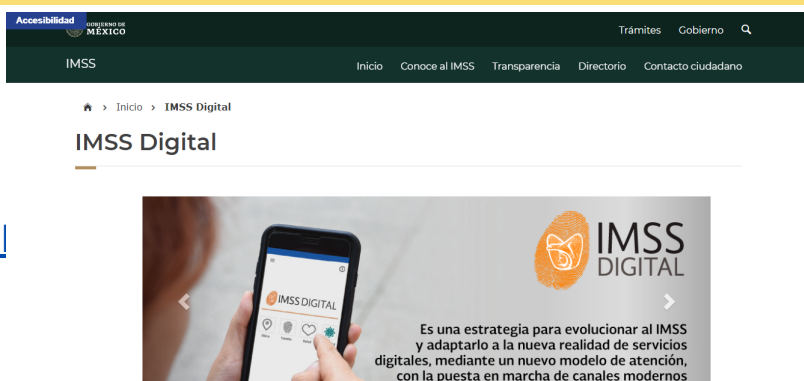 Accesibilidad
GOBIERNO DE
MÉXICO
Trámites Gobierno
IMSS
Inicio Conoce al IMSS Transparencia Directorio Contacto ciudadano
> Inicio > IMSS Digital
IMSS Digital
IMSS
DIGITAL
IMSS DIGITAL
Es una estrategia para evolucionar al IMSS
y adaptarlo a la nueva realidad de servicios
digitales, mediante un nuevo modelo de atención,
con la puesta en marcha de canales modernos